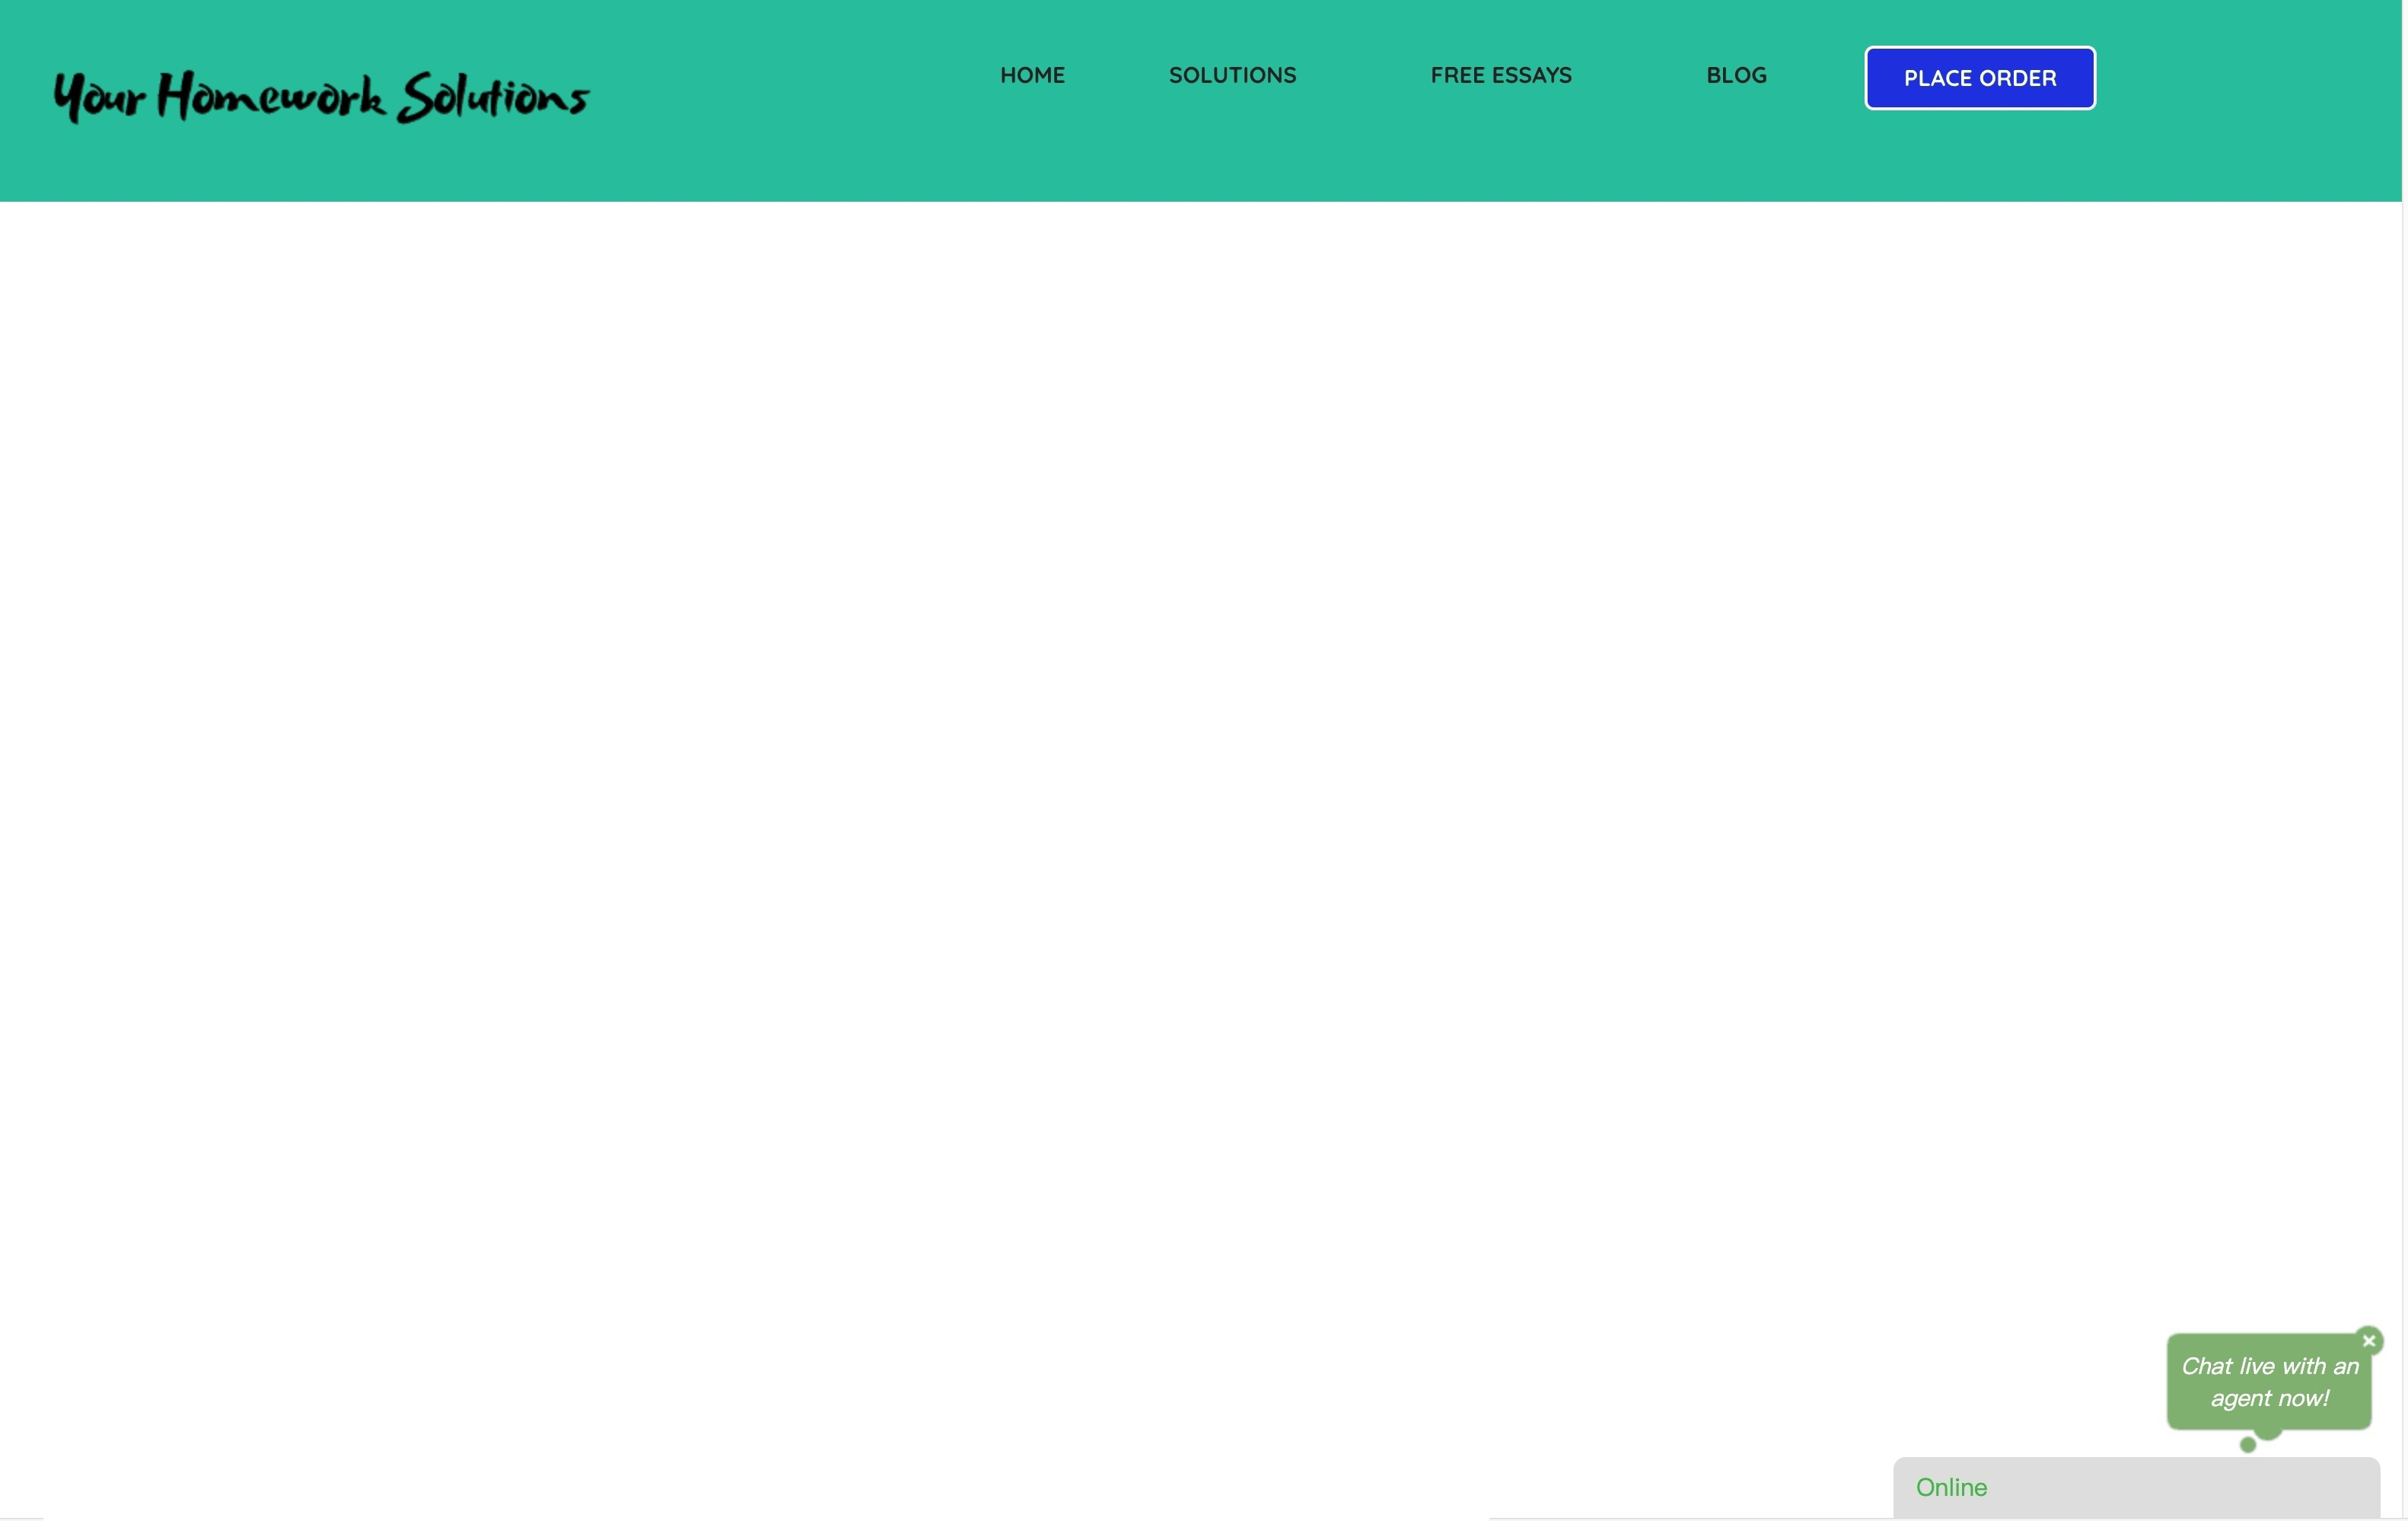 Your Homework Solutions
HOME SOLUTIONS FREE ESSAYS BLOG PLACE ORDER
Chat live with an
agent now!
Online